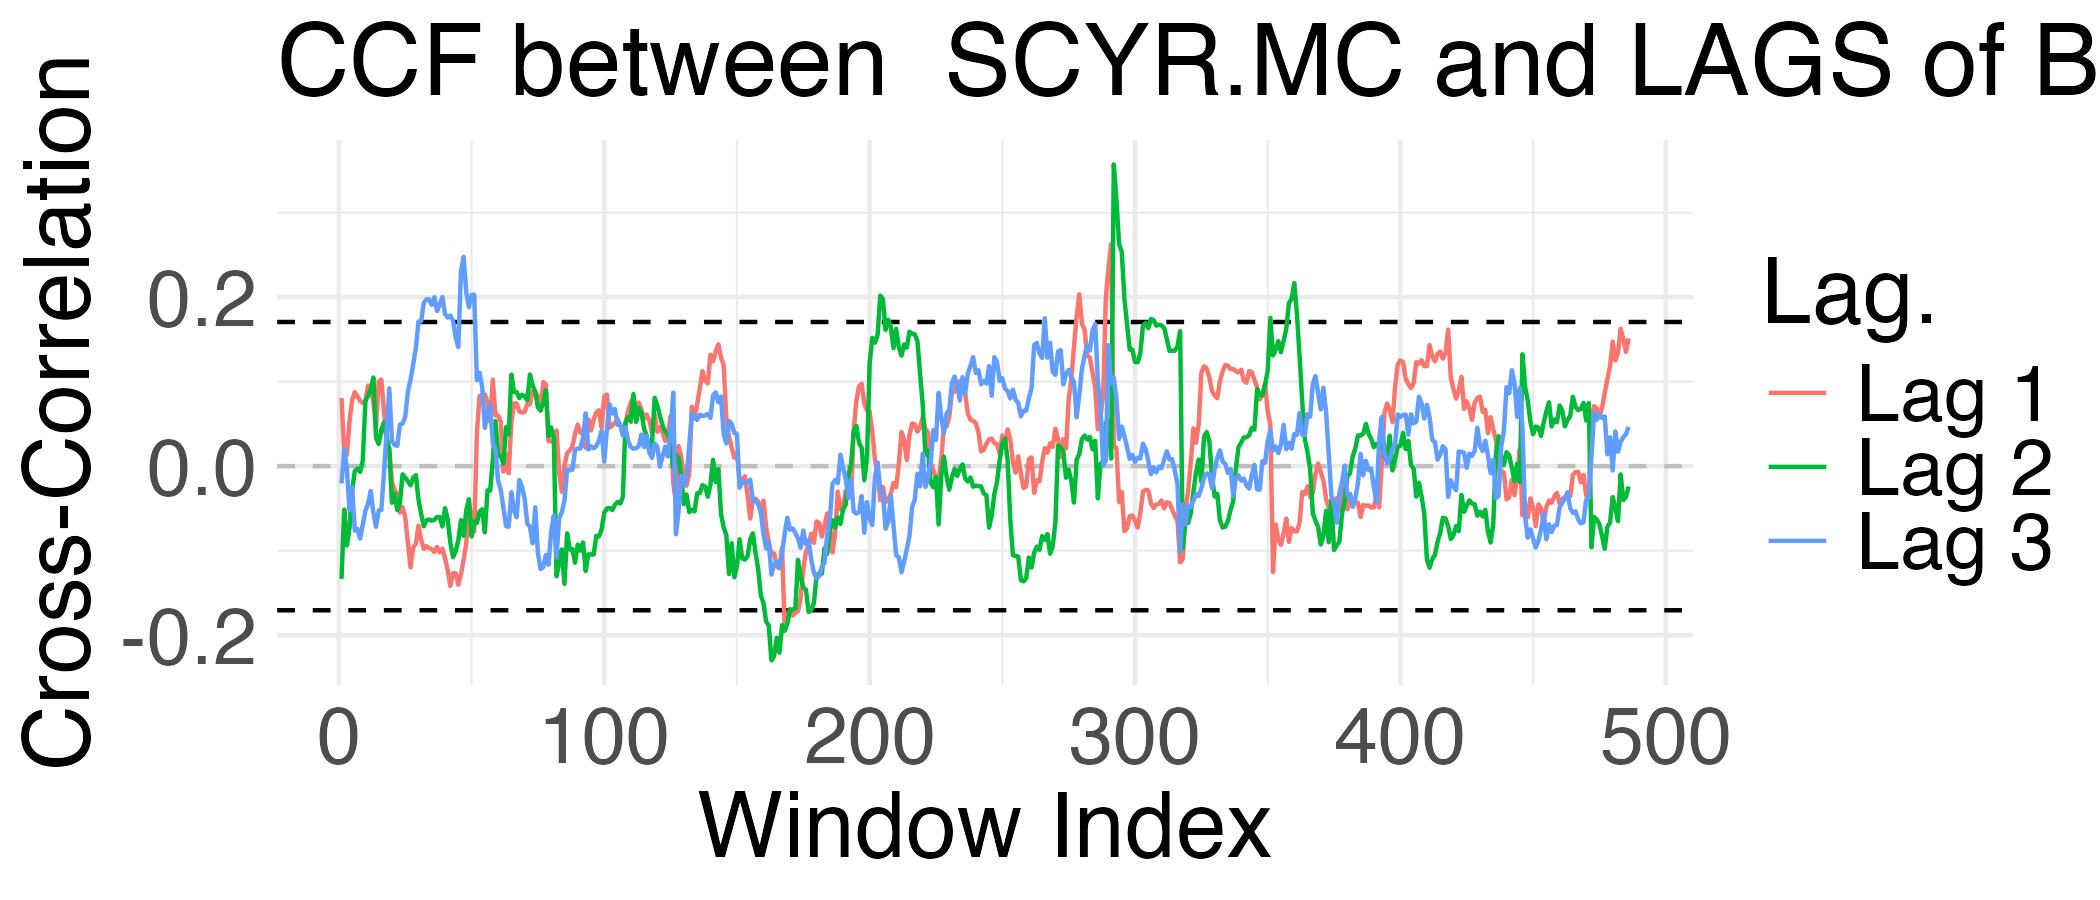 CCF between SCYR.MC and LAGS of B
Cross-Correlation
0.2
0.0
-0.2
0
100
200
300
400
500
Window Index
Lag.
Lag 1
Lag 2
Lag 3